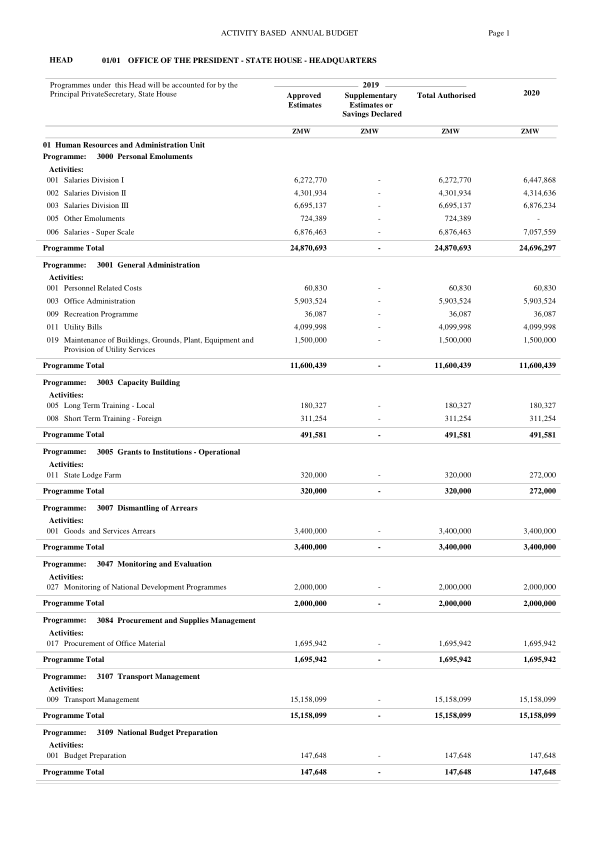 ACTIVITY BASED ANNUAL BUDGET Page 1
HEAD 01/01 OFFICE OF THE PRESIDENT - STATE HOUSE - HEADQUARTERS
Programmes under this Head will be accounted for by the
Principal PrivateSecretary, State House
2019
Approved Estimates Supplementary Estimates or Savings Declared Total Authorised 2020
ZMW ZMW ZMW ZMW
01 Human Resources and Administration Unit
Programme: 3000 Personal Emoluments
Activities:
001 Salaries Division I 6,272,770 - 6,272,770 6,447,868
002 Salaries Division II 4,301,934 - 4,301,934 4,314,636
003 Salaries Division III 6,695,137 - 6,695,137 6,876,234
005 Other Emoluments 724,389 - 724,389 -
006 Salaries - Super Scale 6,876,463 - 6,876,463 7,057,559
Programme Total 24,870,693 - 24,870,693 24,696,297
Programme: 3001 General Administration
Activities:
001 Personnel Related Costs 60,830 - 60,830 60,830
003 Office Administration 5,903,524 - 5,903,524 5,903,524
009 Recreation Programme 36,087 - 36,087 36,087
011 Utility Bills 4,099,998 - 4,099,998 4,099,998
019 Maintenance of Buildings, Grounds, Plant, Equipment and 1,500,000 - 1,500,000 1,500,000
Provision of Utility Services
Programme Total 11,600,439 - 11,600,439 11,600,439
Programme: 3003 Capacity Building
Activities:
005 Long Term Training - Local 180,327 - 180,327 180,327
008 Short Term Training - Foreign 311,254 - 311,254 311,254
Programme Total 491,581 - 491,581 491,581
Programme: 3005 Grants to Institutions - Operational
Activities:
011 State Lodge Farm 320,000 - 320,000 272,000
Programme Total 320,000 - 320,000 272,000
Programme: 3007 Dismantling of Arrears
Activities:
001 Goods and Services Arrears 3,400,000 - 3,400,000 3,400,000
Programme Total 3,400,000 - 3,400,000 3,400,000
Programme: 3047 Monitoring and Evaluation
Activities:
027 Monitoring of National Development Programmes 2,000,000 - 2,000,000 2,000,000
Programme Total 2,000,000 - 2,000,000 2,000,000
Programme: 3084 Procurement and Supplies Management
Activities:
017 Procurement of Office Material 1,695,942 - 1,695,942 1,695,942
Programme Total 1,695,942 - 1,695,942 1,695,942
Programme: 3107 Transport Management
Activities:
009 Transport Management 15,158,099 - 15,158,099 15,158,099
Programme Total 15,158,099 - 15,158,099 15,158,099
Programme: 3109 National Budget Preparation
Activities:
001 Budget Preparation 147,648 - 147,648 147,648
Programme Total 147,648 - 147,648 147,648